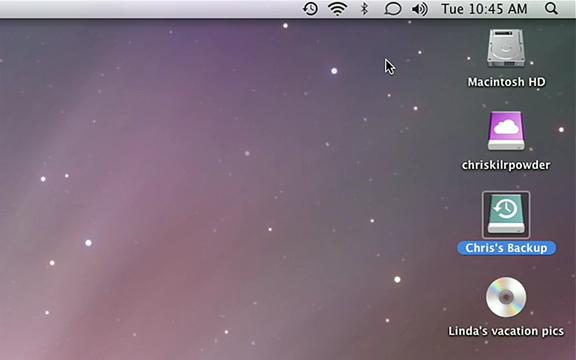 Tue 10:45 AM
Macintosh HD
chriskilrpowder
Chris's Backup
Linda's vacation pics